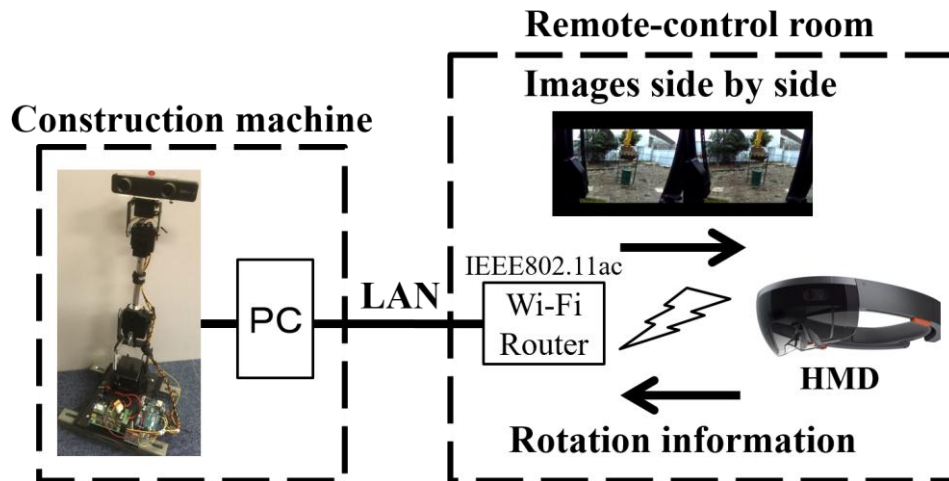 Remote-control room
Images side by side
Construction machine
IEEE802.11ac
LAN
PC
Wi-Fi
Router
HMD
Rotation information